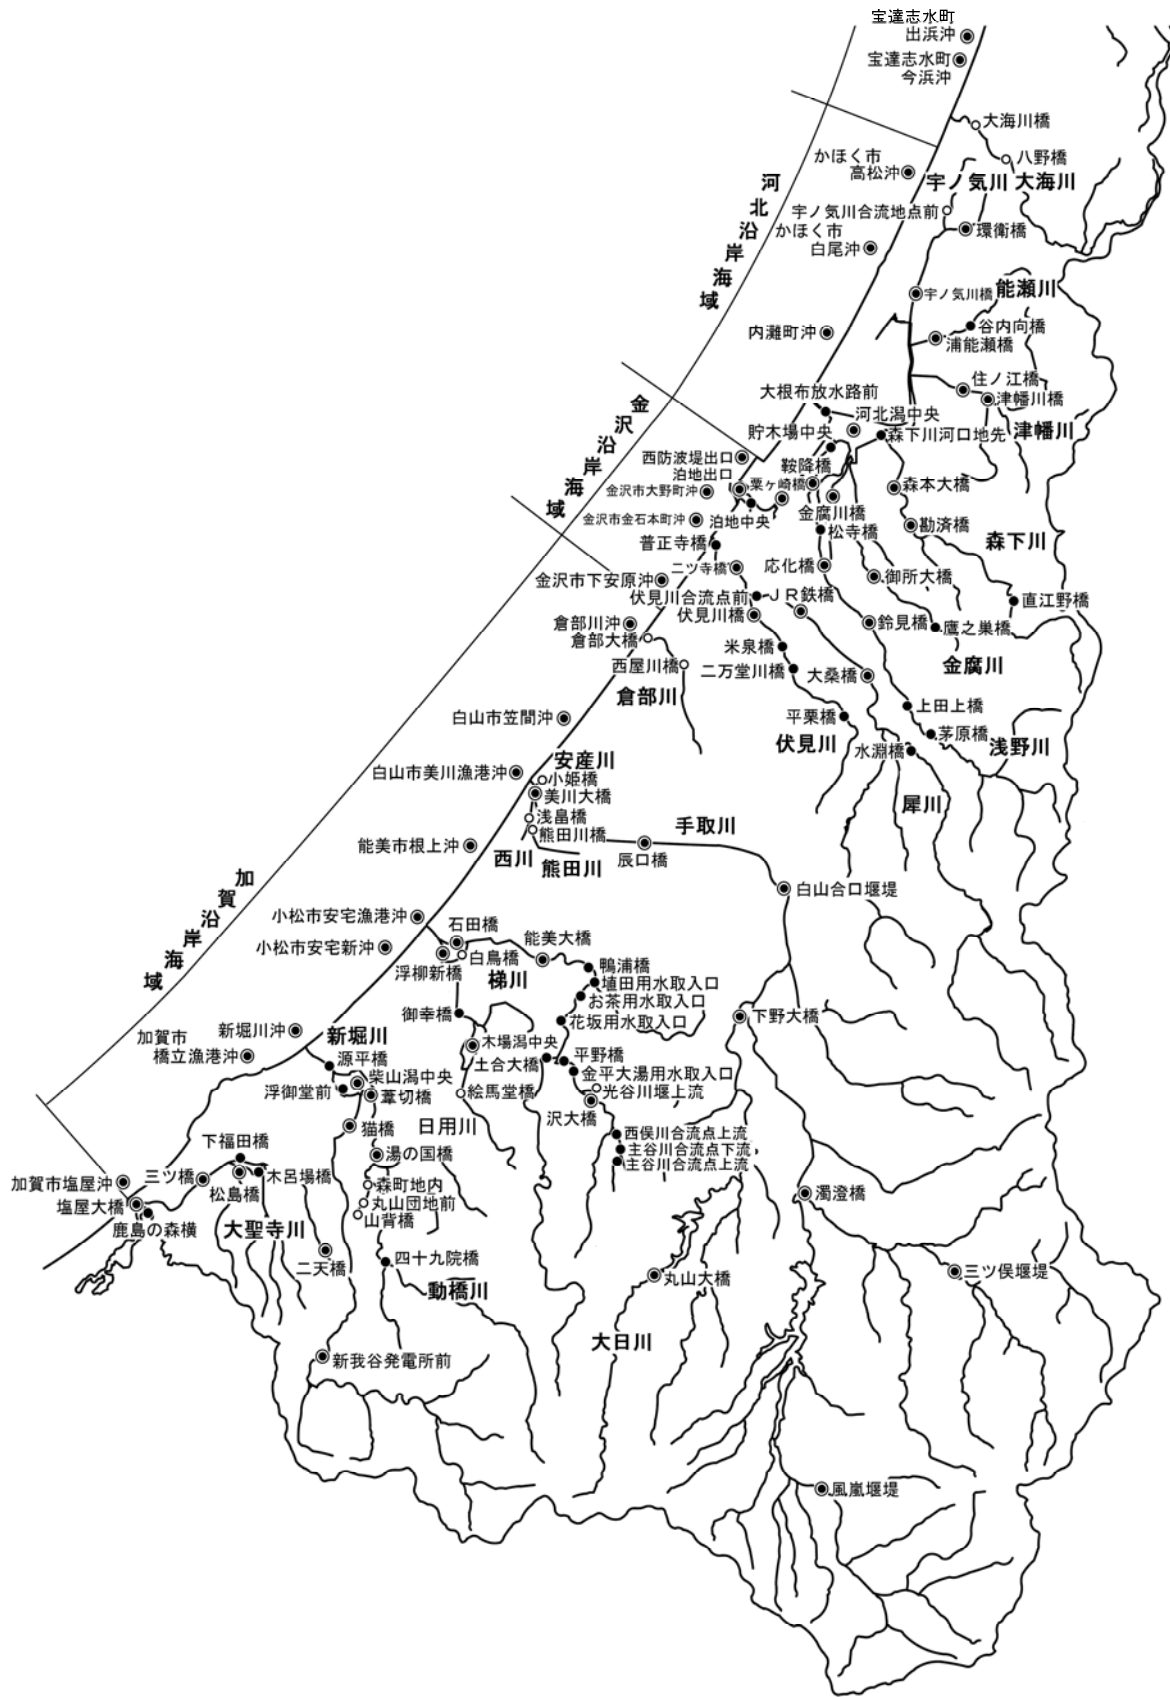 宝達志水町
出浜沖
宝達志水町
今浜沖
大海川橋
八野橋
かほく市
高松沖
宇ノ気川
大海川
宇ノ気川合流地点前
環衛橋
かほく市
白尾沖
河北沿岸海域
宇ノ気川橋
能瀬川
谷内向橋
浦能瀬橋
内灘町沖
住ノ江橋
津幡川橋
大根布放水路前
河北潟中央
津幡川
貯木場中央
森下川河口地先
金沢沿岸海域
西防波堤出口
泊地出口
鞍降橋
粟ヶ崎橋
金沢市大野町沖
森本大橋
金腐川橋
金沢市金石本町沖
泊地中央
松寺橋
勘済橋
森下川
普正寺橋
二ツ寺橋
応化橋
御所大橋
金沢市下安原沖
伏見川合流点前
JR鉄橋
直江野橋
伏見川橋
倉部川沖
倉部大橋
鈴見橋
鷹之巣橋
米泉橋
西屋川橋
二万堂川橋
大桑橋
金腐川
倉部川
上田上橋
白山市笠間沖
平栗橋
茅原橋
伏見川
水淵橋
浅野川
安産川
白山市美川漁港沖
小姫橋
美川大橋
犀川
浅畠橋
熊田川橋
手取川
能美市根上沖
西川
熊田川
辰口橋
白山合口堰堤
加賀沿岸海域
小松市安宅漁港沖
石田橋
能美大橋
小松市安宅新沖
白鳥橋
浮柳新橋
梯川
鴨浦橋
埴田用水取入口
お茶用水取入口
御幸橋
花坂用水取入口
下野大橋
新堀川沖
新堀川
加賀市
橋立漁港沖
木場潟中央
源平橋
土合大橋
平野橋
柴山潟中央
金平大湯用水取入口
浮御堂前
葦切橋
絵馬堂橋
光谷川堰上流
沢大橋
日用川
猫橋
西俣川合流点上流
下福田橋
湯の国橋
主谷川合流点下流
主谷川合流点上流
三ツ橋
木呂場橋
加賀市塩屋沖
松島橋
森町地内
塩屋大橋
丸山団地前
濁澄橋
鹿島の森横
大聖寺川
山背橋
二天橋
四十九院橋
三ツ俣堰堤
丸山大橋
動橋川
大日川
新我谷発電所前
風嵐堰堤